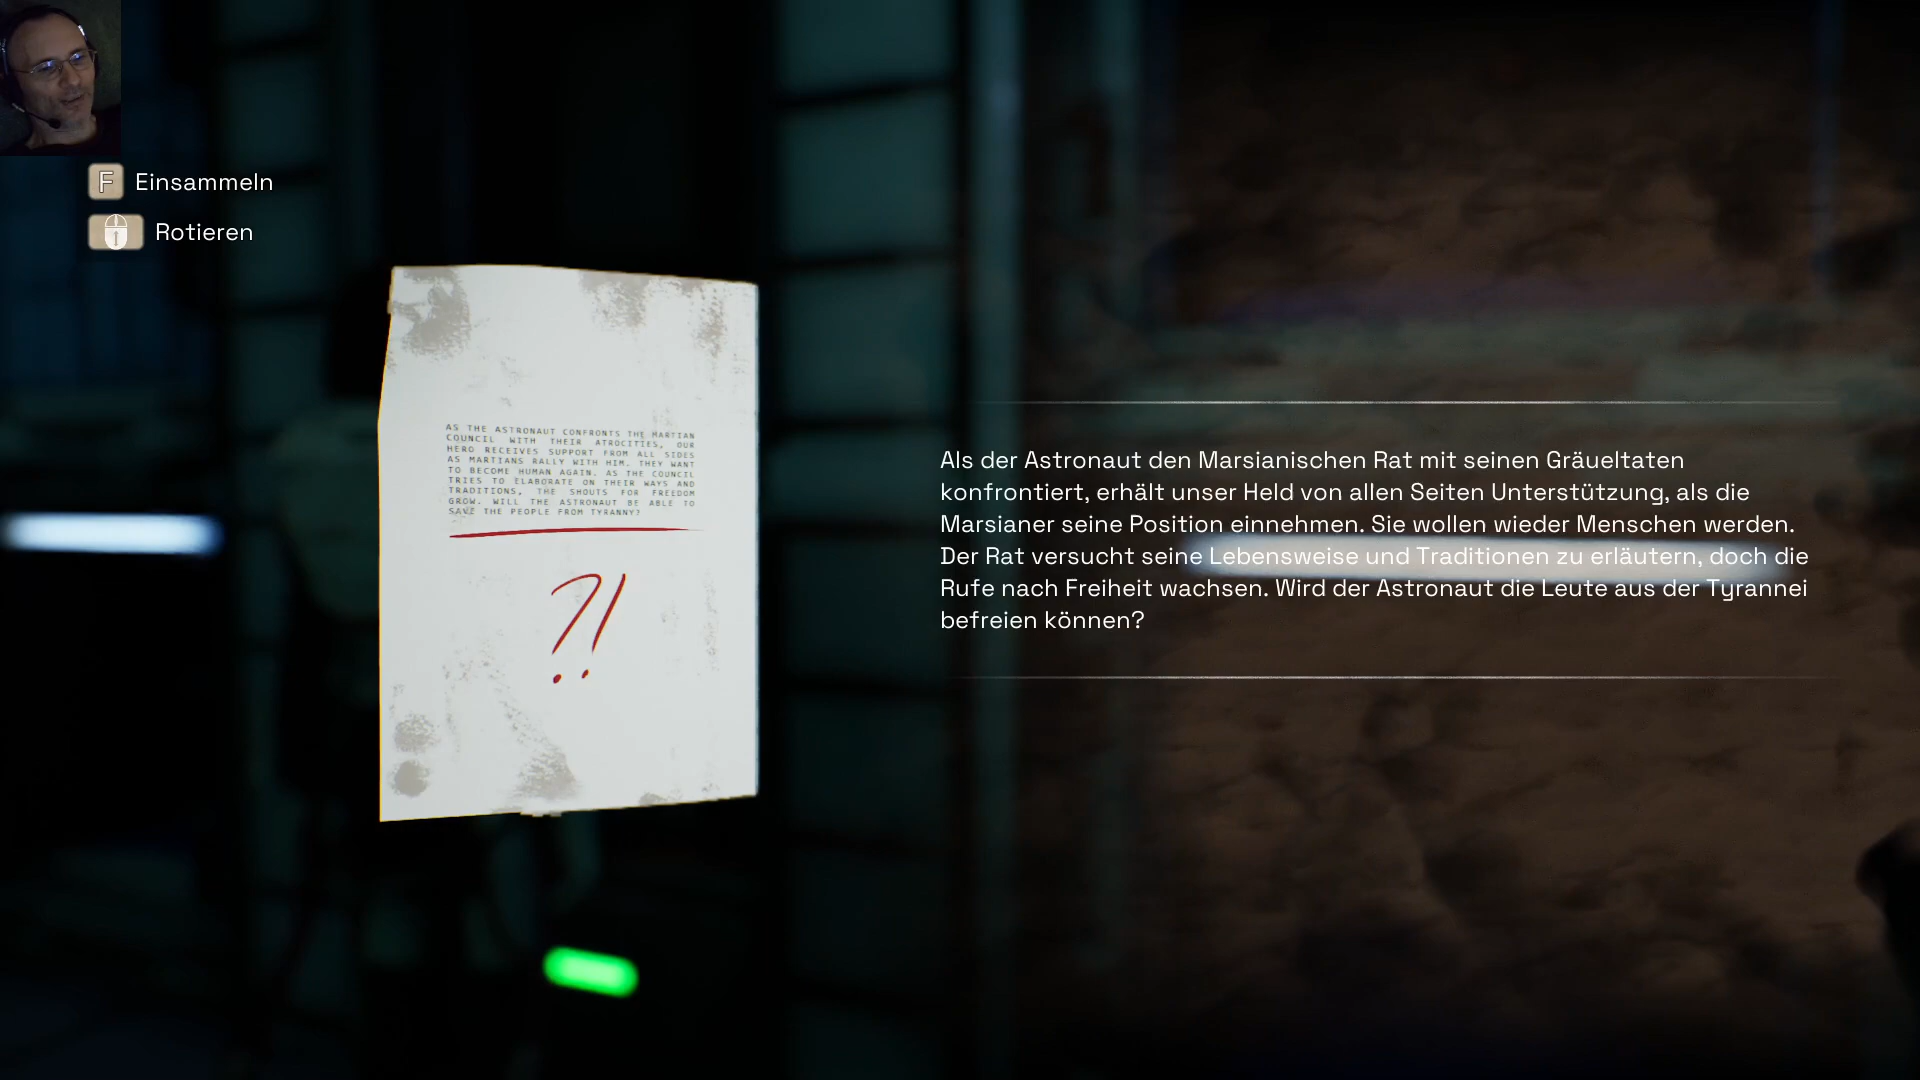 F Einsammeln
Rotieren
AS THE ASTRONAUT CONFRONTS THE MARTIAN
COUNCIL WITH THEIR ATROCITIES, OUR
HERO RECEIVES SUPPORT FROM ALL SIDES
AS MARTIANS RALLY WITH HIM. THEY WANT
TO BECOME HUMAN AGAIN. AS THE COUNCIL
TRIES TO ELABORATE ON THEIR WAYS AND
TRADITIONS, THE SHOUTS FOR FREEDOM
GROW. WILL THE ASTRONAUT BE ABLE TO
SAVE THE PEOPLE FROM TYRANNY?
?!
Als der Astronaut den Marsianischen Rat mit seinen Gräueltaten
konfrontiert, erhält unser Held von allen Seiten Unterstützung, als die
Marsianer seine Position einnehmen. Sie wollen wieder Menschen werden.
Der Rat versucht seine Lebensweise und Traditionen zu erläutern, doch die
Rufe nach Freiheit wachsen. Wird der Astronaut die Leute aus der Tyrannei
befreien können?